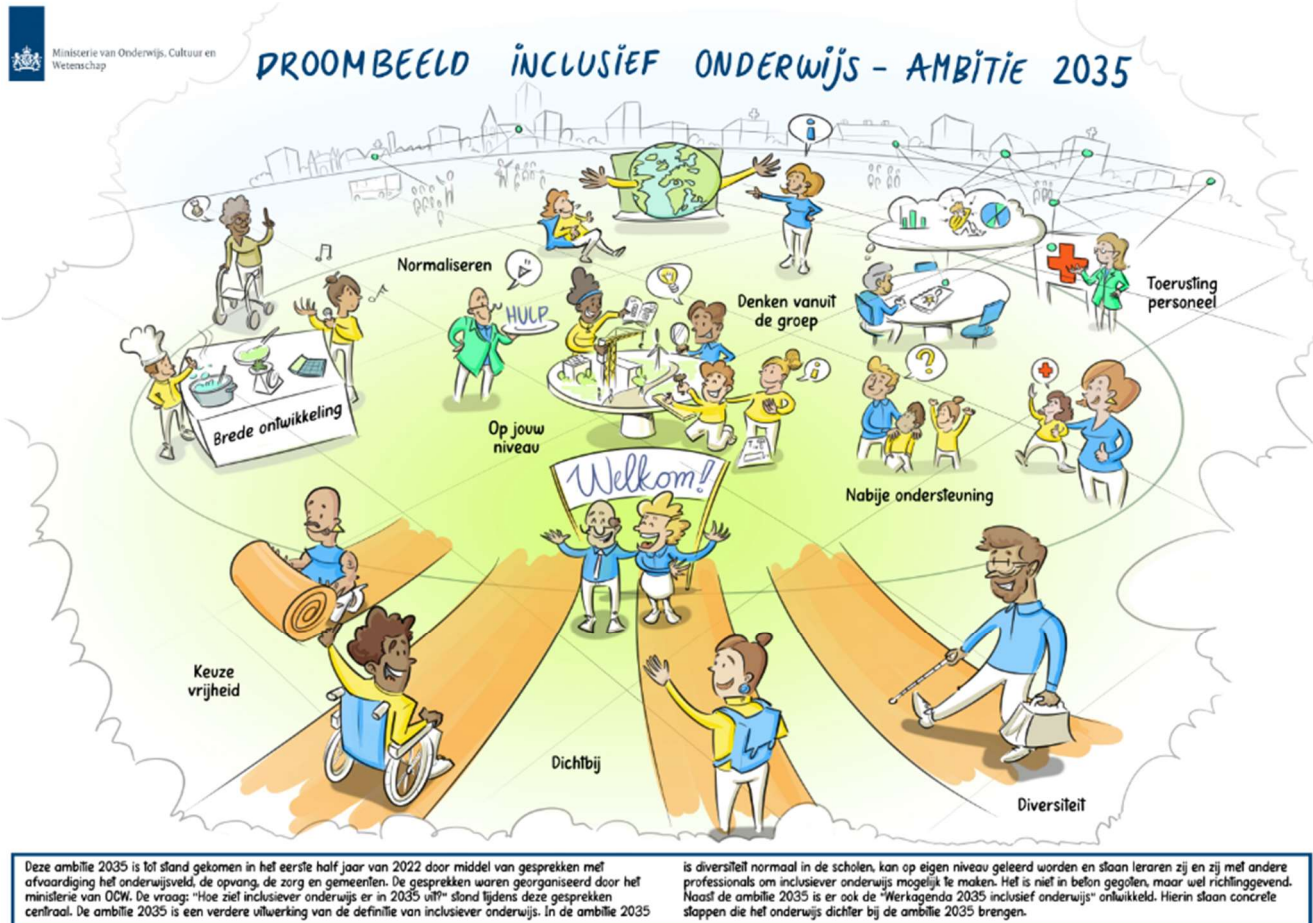 Ministerie van Onderwijs, Cultuur en
Wetenschap
DROOMBEELD INCLUSIEF ONDERWIJS - AMBITIE 2035
i
Normaliseren
HULP
Denken vanuit
de groep
Toerusting
personeel
i
?
Brede ontwikkeling
Op jouw
niveau
Welkom!
Nabije ondersteuning
Keuze
vrijheid
Dichtbij
Diversiteit
Deze ambitie 2035 is tot stand gekomen in het eerste half jaar van 2022 door middel van gesprekken met
afvaardiging het onderwijsveld, de opvang, de zorg en gemeenten. De gesprekken waren georganiseerd door het
ministerie van OCW. De vraag: "Hoe ziet inclusiever onderwijs er in 2035 uit?" stond tijdens deze gesprekken
centraal. De ambitie 2035 is een verdere uitwerking van de definitie van inclusiever onderwijs. In de ambitie 2035
is diversiteit normaal in de scholen, kan op eigen niveau geleerd worden en staan leraren zij en zij met andere
professionals om inclusiever onderwijs mogelijk te maken. Het is niet in beton gegoten, maar wel richtinggevend.
Naast de ambitie 2035 is er ook de "Werkagenda 2035 inclusief onderwijs" ontwikkeld. Hierin staan concrete
stappen die het onderwijs dichter bij de ambitie 2035 brengen.